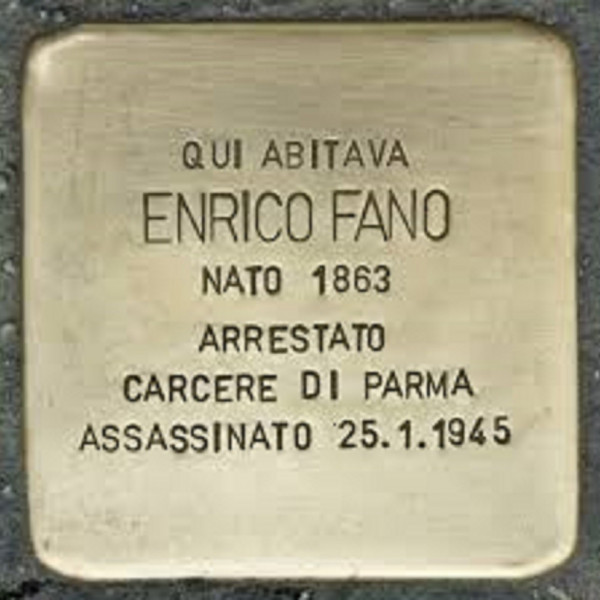 QUI ABITAVA
ENRICO FANO
NATO 1863
ARRESTATO
CARCERE DI PARMA
ASSASSINATO 25.1.1945